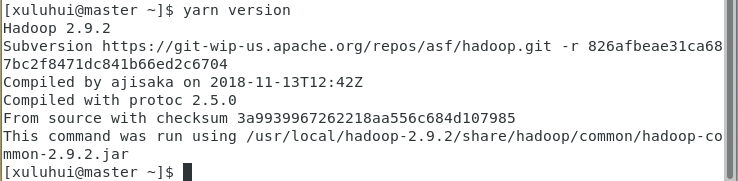 [xuluhui@master ~]$ yarn version
Hadoop 2.9.2
Subversion https://git-wip-us.apache.org/repos/asf/hadoop.git -r 826afbeae31ca68
7bc2f8471dc841b66ed2c6704
Compiled by ajisaka on 2018-11-13T12:42Z
Compiled with protoc 2.5.0
From source with checksum 3a9939967262218aa556c684d107985
This command was run using /usr/local/hadoop-2.9.2/share/hadoop/common/hadoop-co
mmon-2.9.2.jar
[xuluhui@master ~]$